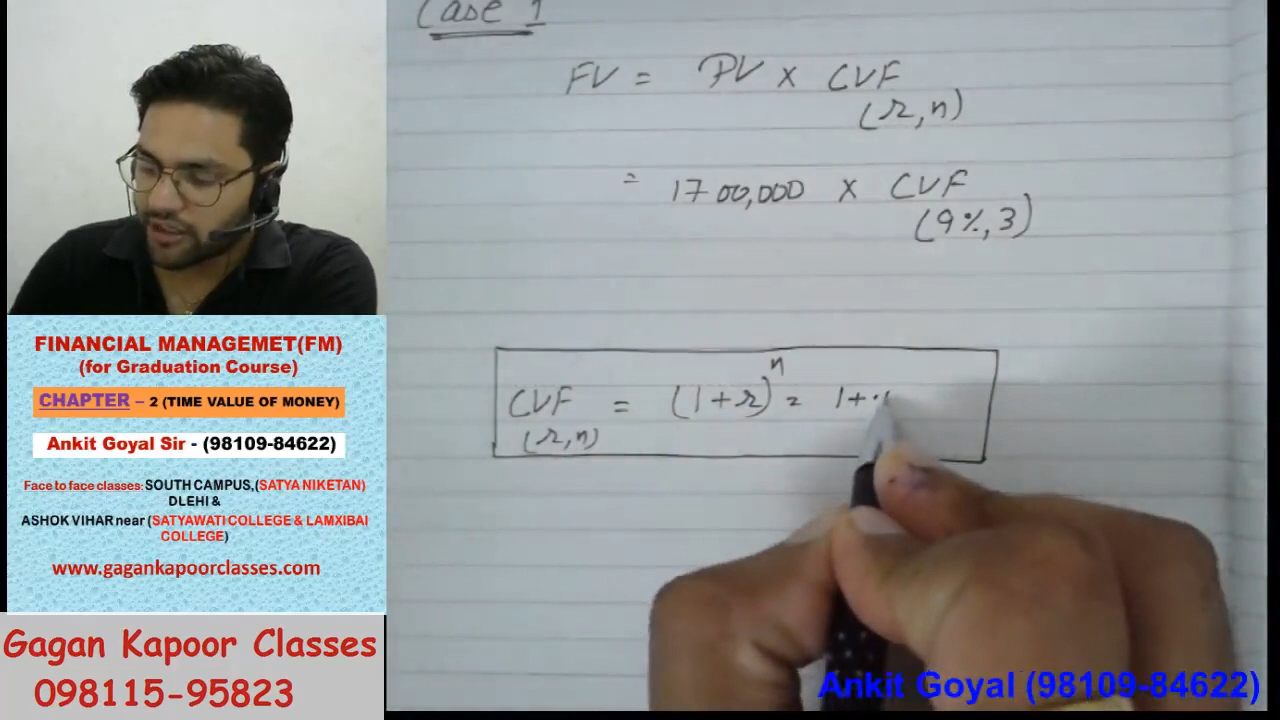 Case 1
FV = PV x CVF
(r,n)
= 1700,000 x CVF
(9%,3)
CVF = (1+r)^n = 1+.
(r,n)
FINANCIAL MANAGEMET(FM)
(for Graduation Course)
CHAPTER – 2 (TIME VALUE OF MONEY)
Ankit Goyal Sir - (98109-84622)
Face to face classes: SOUTH CAMPUS,(SATYA NIKETAN)
DLEHI &
ASHOK VIHAR near (SATYAWATI COLLEGE & LAMXIBAI
COLLEGE)
www.gagankapoorclasses.com
Gagan Kapoor Classes
098115-95823
Ankit Goyal (98109-84622)